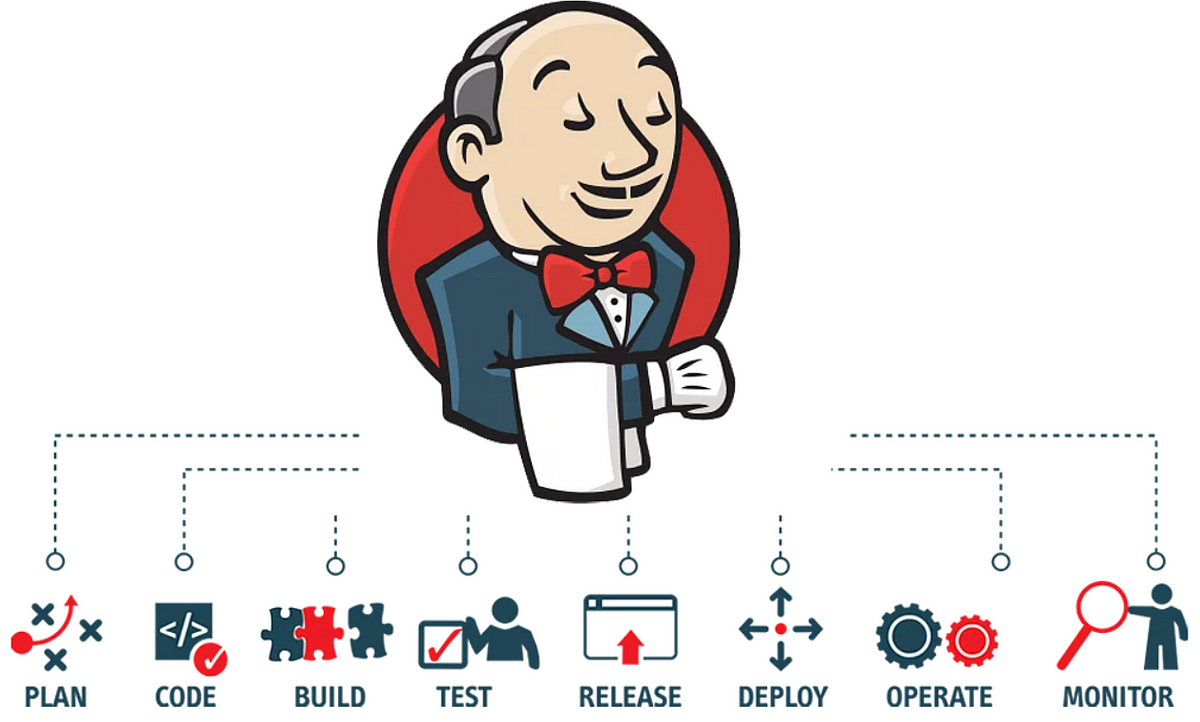 </>
PLAN CODE BUILD TEST RELEASE DEPLOY OPERATE MONITOR